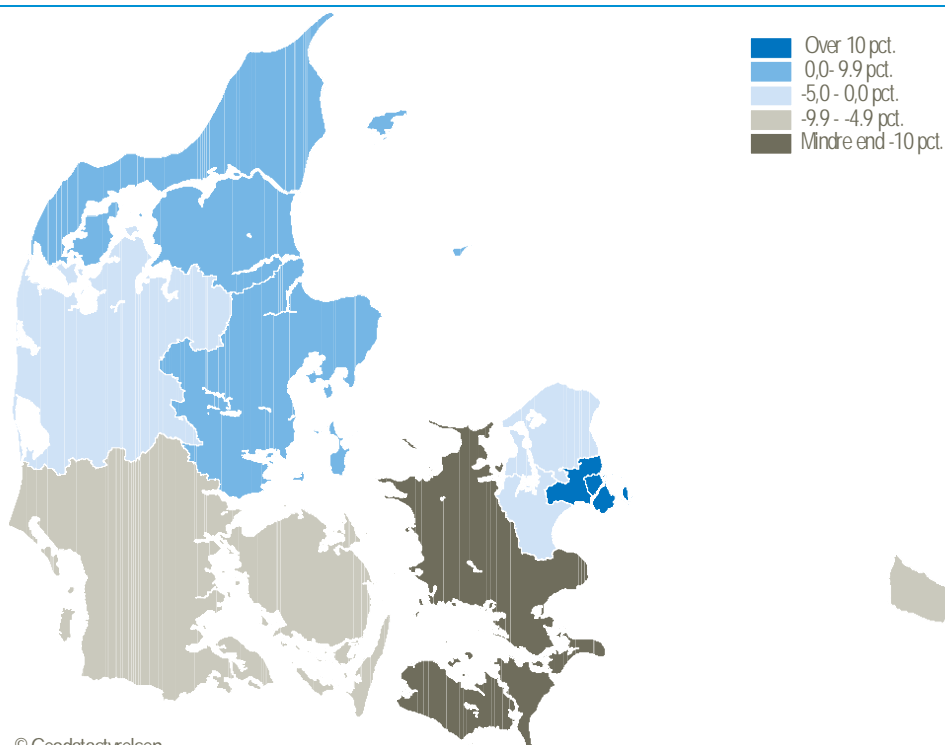 Over 10 pct.
0,0- 9.9 pct.
-5,0 - 0,0 pct.
-9.9 - -4.9 pct.
Mindre end -10 pct.
© Geodatastyrelsen